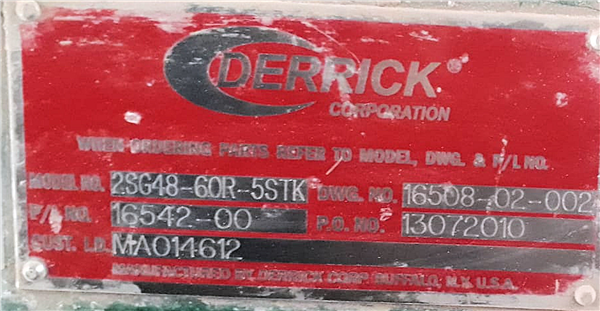 DERRICK®
CORPORATION
WHEN ORDERING PARTS REFER TO MODEL, DWG. & P/L NO.
MODEL NO. 2SG48-60R-5STK DWG. NO. 16508-02-002
P/L NO. 16542-00 P.O. NO. 13072010
CUST. I.D. MA014612
MANUFACTURED BY DERRICK CORP. BUFFALO, N.Y. U.S.A.